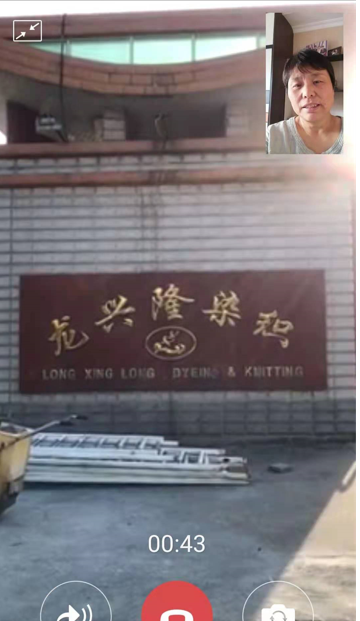 龙兴隆染织
LONG XING LONG DYEING & KNITTING
00:43